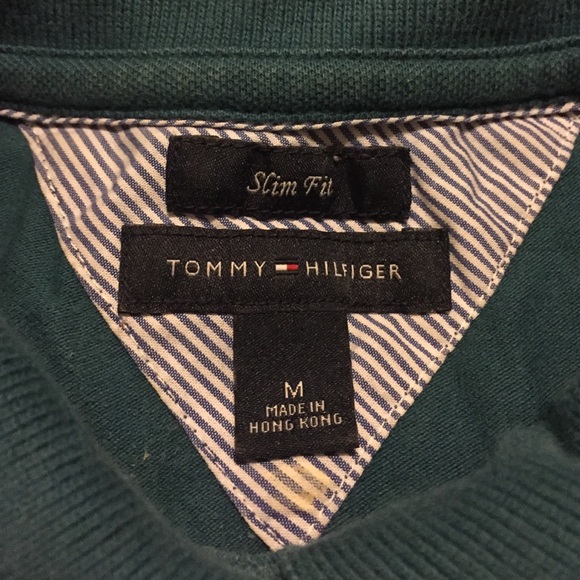 Slim Fit
TOMMY HILFIGER
M
MADE IN
HONG KONG